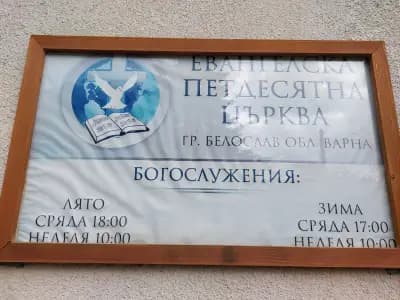 ЕВАНГЕЛСКА
ПЕТДЕСЯТНА
ЦЪРКВА
ГР. БЕЛОСЛАВ ОБЛ. ВАРНА
БОГОСЛУЖЕНИЯ:
ЛЯТО
СРЯДА 18:00
НЕДЕЛЯ 10:00
ЗИМА
СРЯДА 17:00
НЕДЕЛЯ 10:00